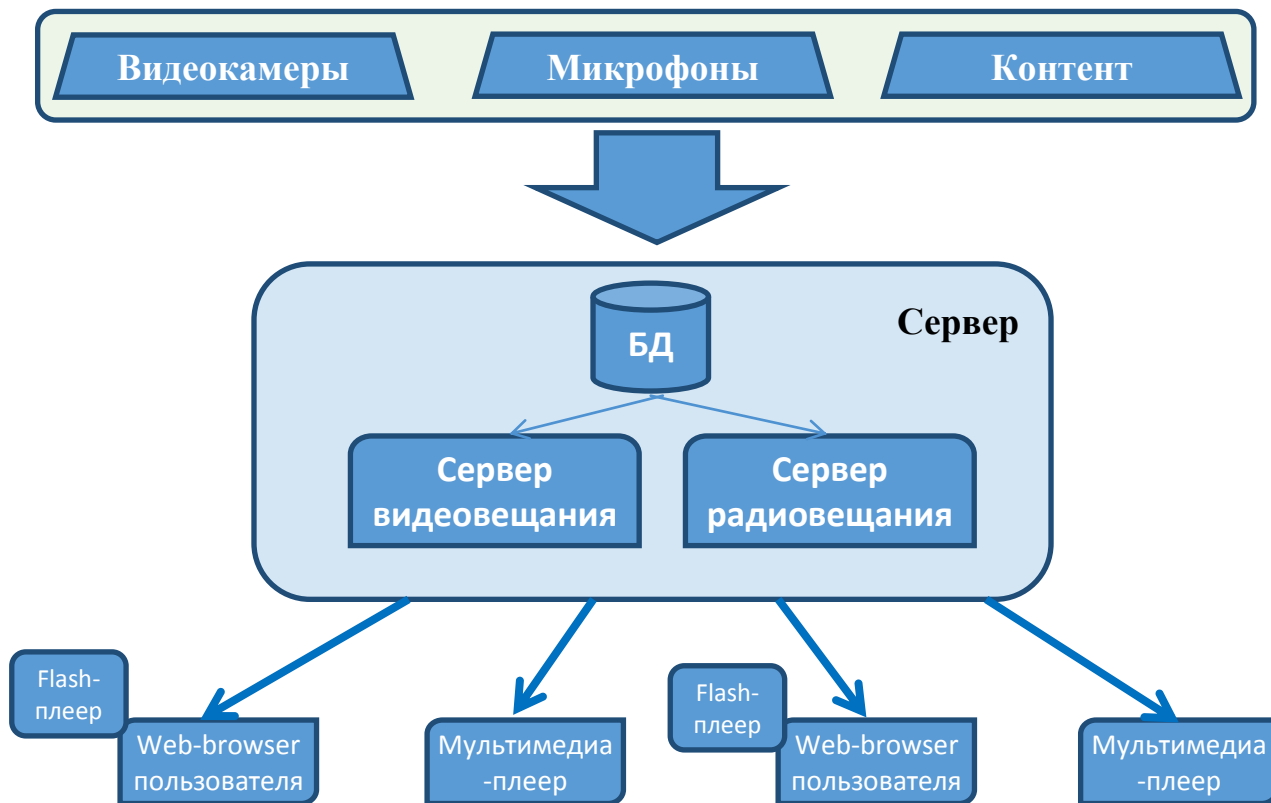 Видеокамеры
Микрофоны
Контент
Сервер
БД
Сервер
видеовещания
Сервер
радиовещания
Flash-
плеер
Web-browser
пользователя
Мультимедиа
-плеер
Flash-
плеер
Web-browser
пользователя
Мультимедиа
-плеер